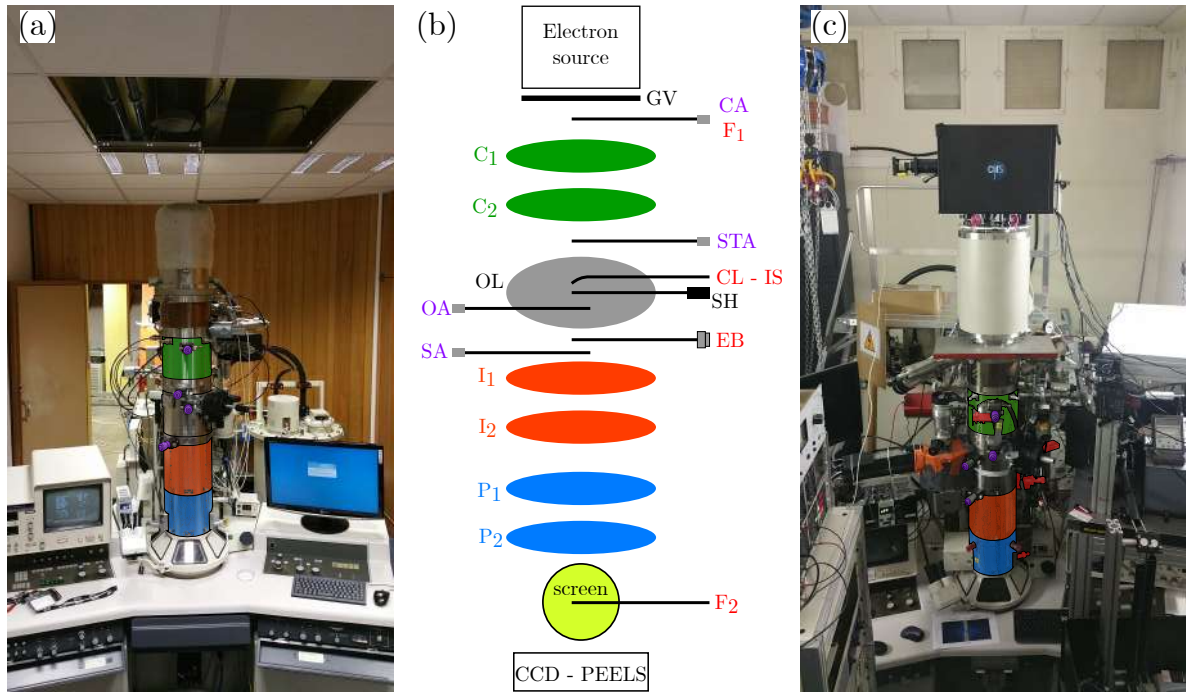 (a)
(b)
(c)
Electron
source
GV
CA
F1
C1
C2
STA
OL
CL - IS
SH
OA
EB
SA
I1
I2
P1
P2
screen
F2
CCD - PEELS